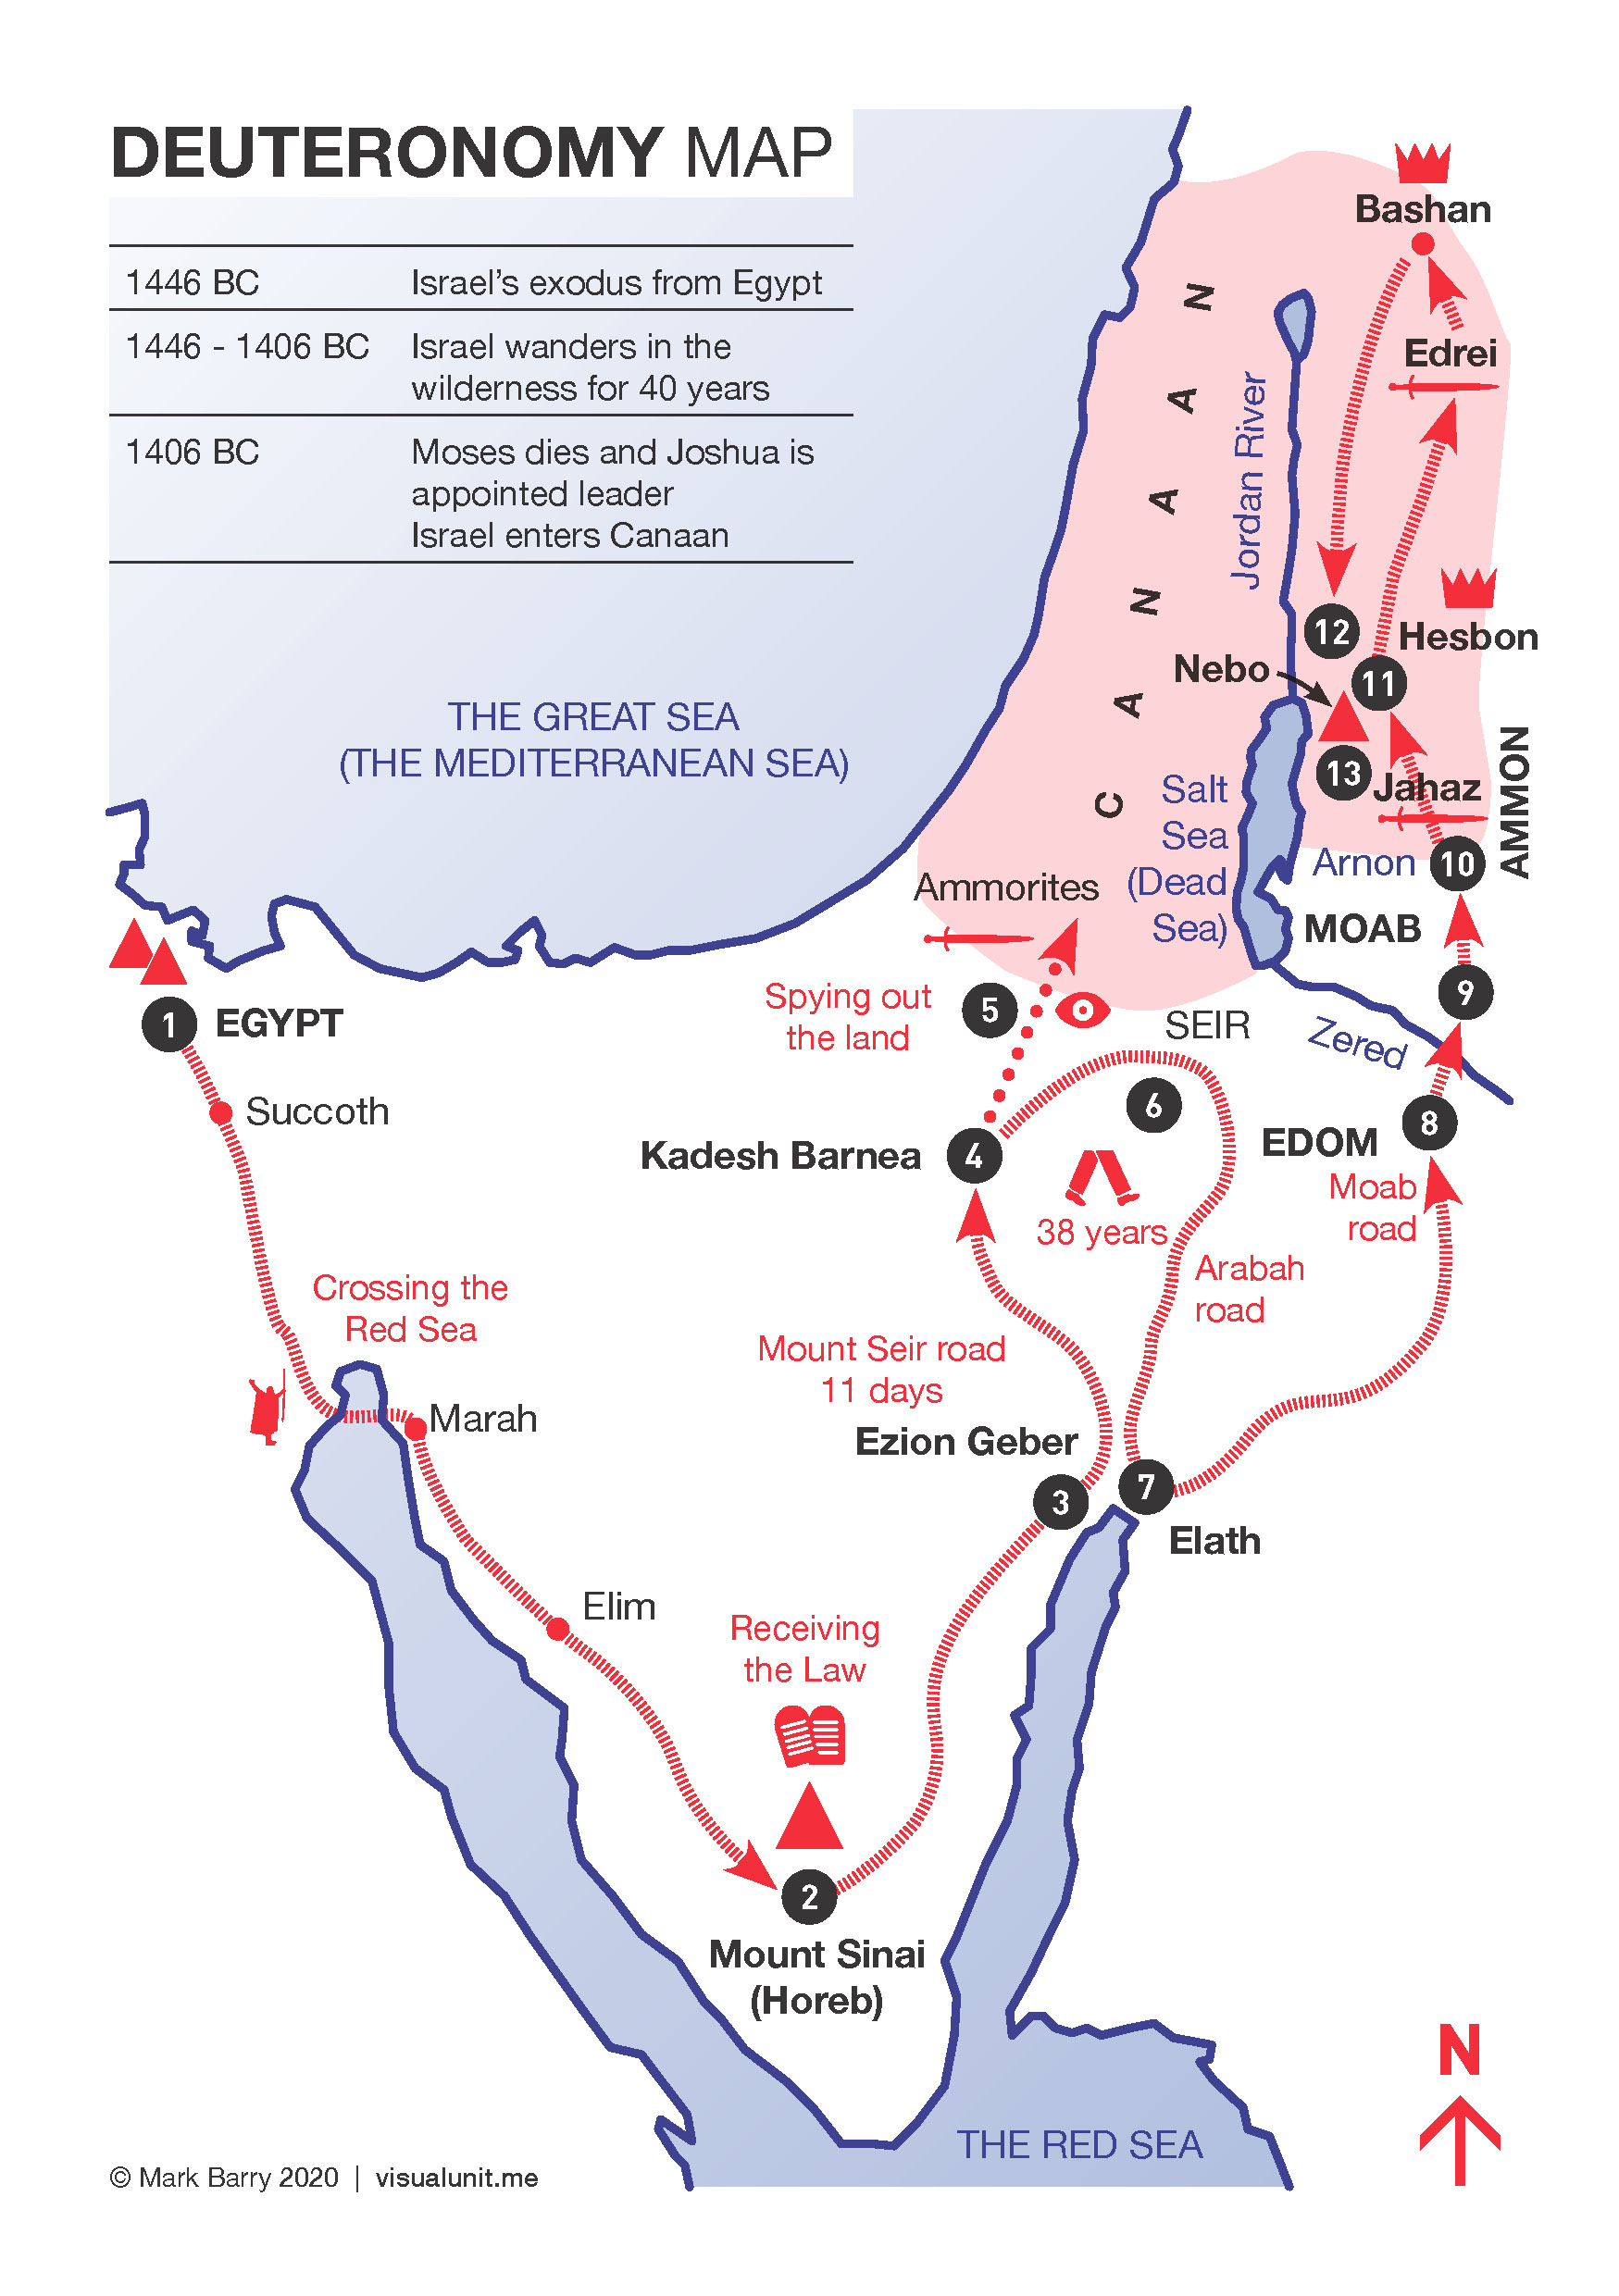 DEUTERONOMY MAP
1446 BC Israel’s exodus from Egypt
1446 - 1406 BC Israel wanders in the
wilderness for 40 years
1406 BC Moses dies and Joshua is
appointed leader
Israel enters Canaan
THE GREAT SEA
(THE MEDITERRANEAN SEA)
Bashan
Edrei
CANAAN
Jordan River
12
Hesbon
11
Nebo
13
Jahaz
AMMON
Salt
Sea
(Dead
Sea)
Arnon
10
MOAB
9
Ammorites
Spying out
the land
5
SEIR
Zered
1
EGYPT
Succoth
Kadesh Barnea
4
6
38 years
EDOM
8
Moab
road
Arabah
road
Crossing the
Red Sea
Marah
Mount Seir road
11 days
Ezion Geber
3
7
Elath
Elim
Receiving
the Law
2
Mount Sinai
(Horeb)
THE RED SEA
N
© Mark Barry 2020 | visualunit.me